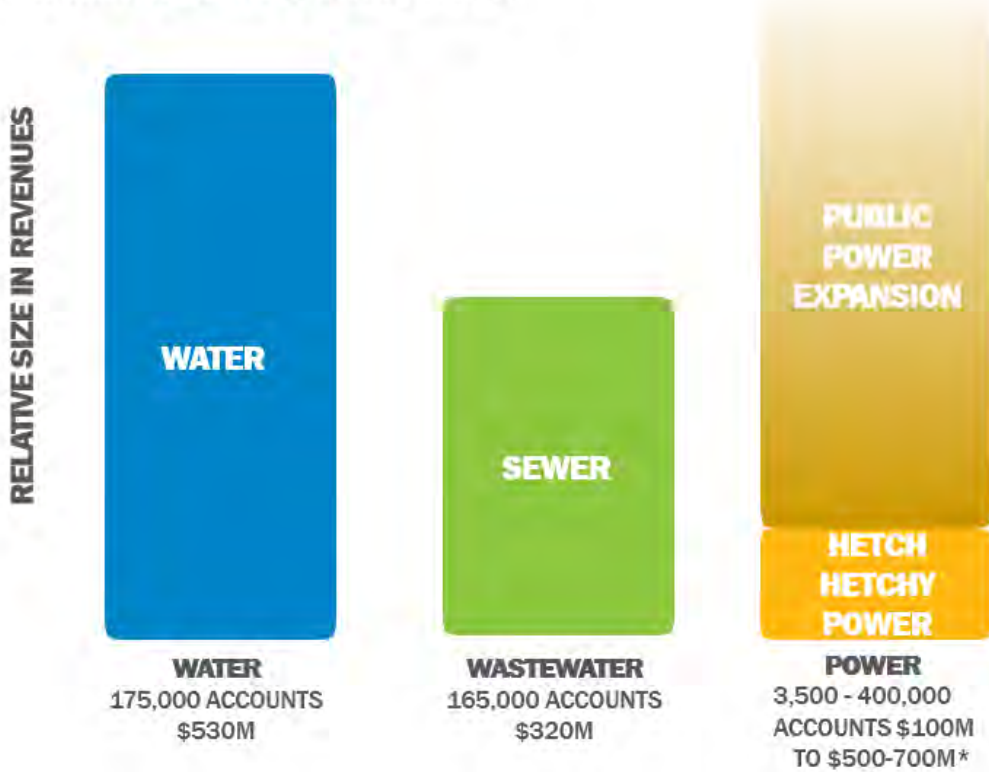 RELATIVE SIZE IN REVENUES
WATER
SEWER
PUBLIC
POWER
EXPANSION
HETCH
HETCHY
POWER
WATER
175,000 ACCOUNTS
$530M
WASTEWATER
165,000 ACCOUNTS
$320M
POWER
3,500 - 400,000
ACCOUNTS $100M
TO $500-700M*